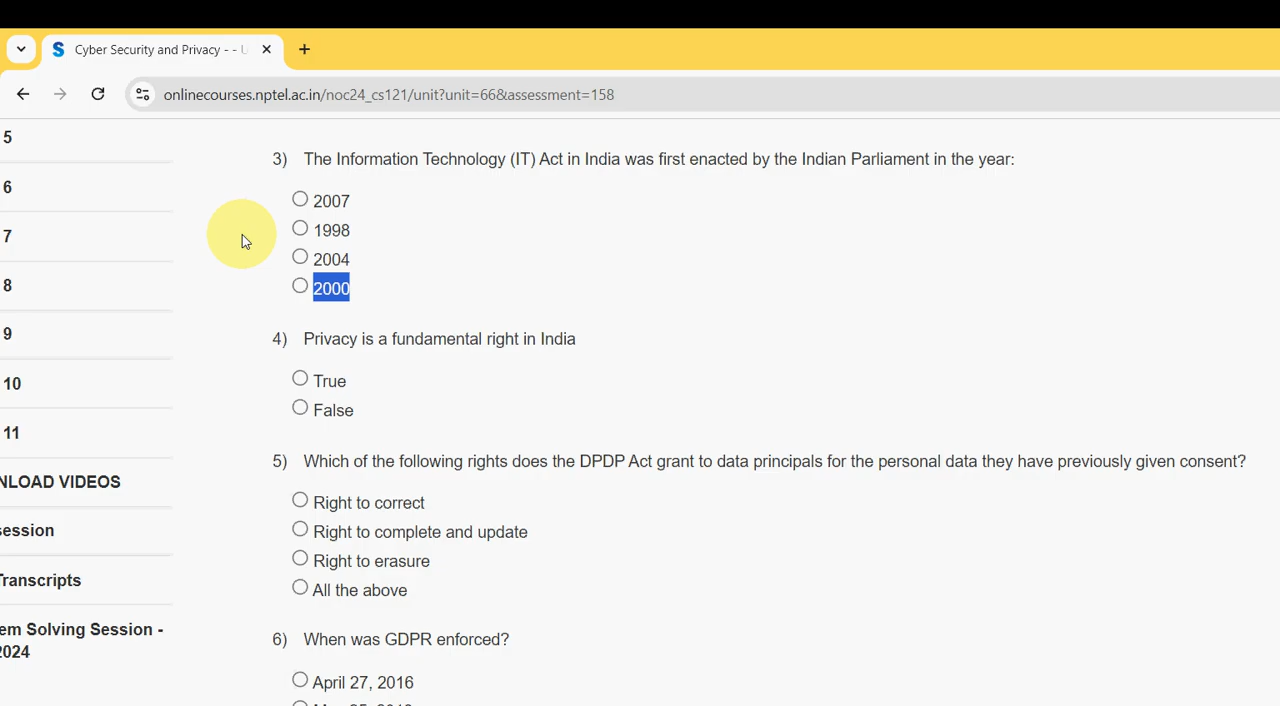 Cyber Security and Privacy - -
onlinecourses.nptel.ac.in/noc24_cs121/unit?unit=66&assessment=158
5
6
7
8
9
10
11
NLOAD VIDEOS
session
Transcripts
em Solving Session -
2024
3) The Information Technology (IT) Act in India was first enacted by the Indian Parliament in the year:
2007
1998
2004
2000
4) Privacy is a fundamental right in India
True
False
5) Which of the following rights does the DPDP Act grant to data principals for the personal data they have previously given consent?
Right to correct
Right to complete and update
Right to erasure
All the above
6) When was GDPR enforced?
April 27, 2016